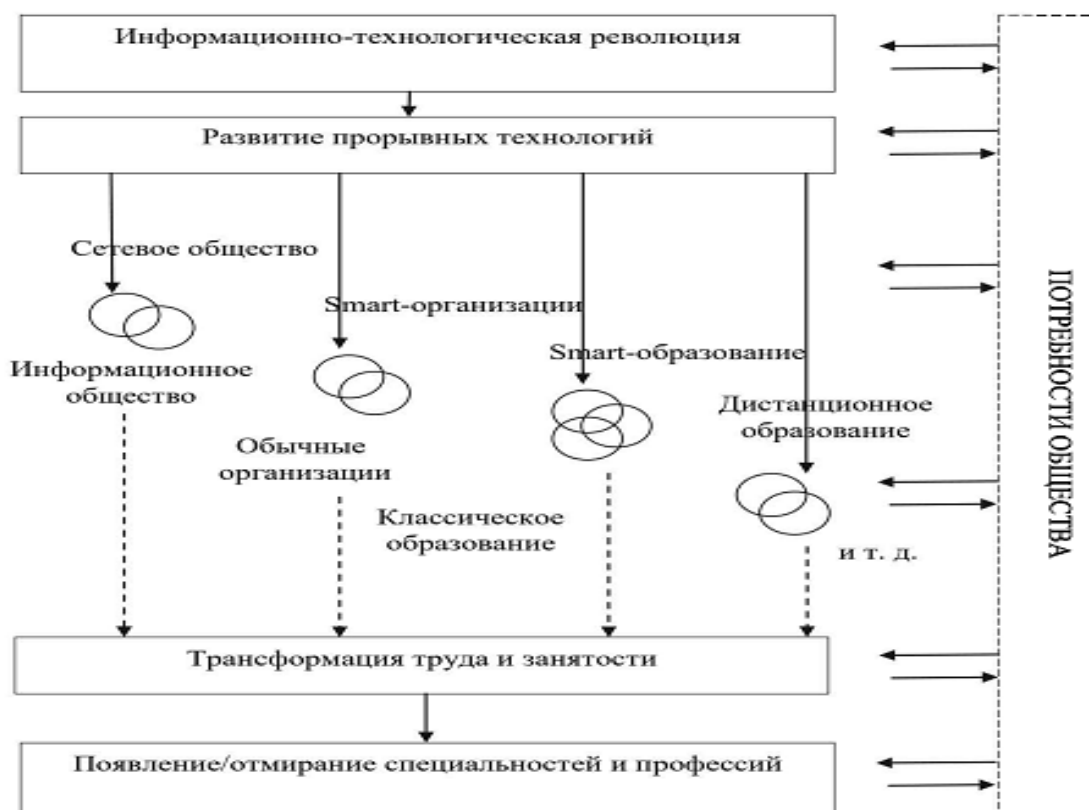 Информационно-технологическая революция
Развитие прорывных технологий
Сетевое общество
Smart-организации
Smart-образование
Информационное
общество
Дистанционное
образование
Обычные
организации
Классическое
образование
и т. д.
Трансформация труда и занятости
Появление/отмирание специальностей и профессий
ПОТРЕБНОСТИ ОБЩЕСТВА